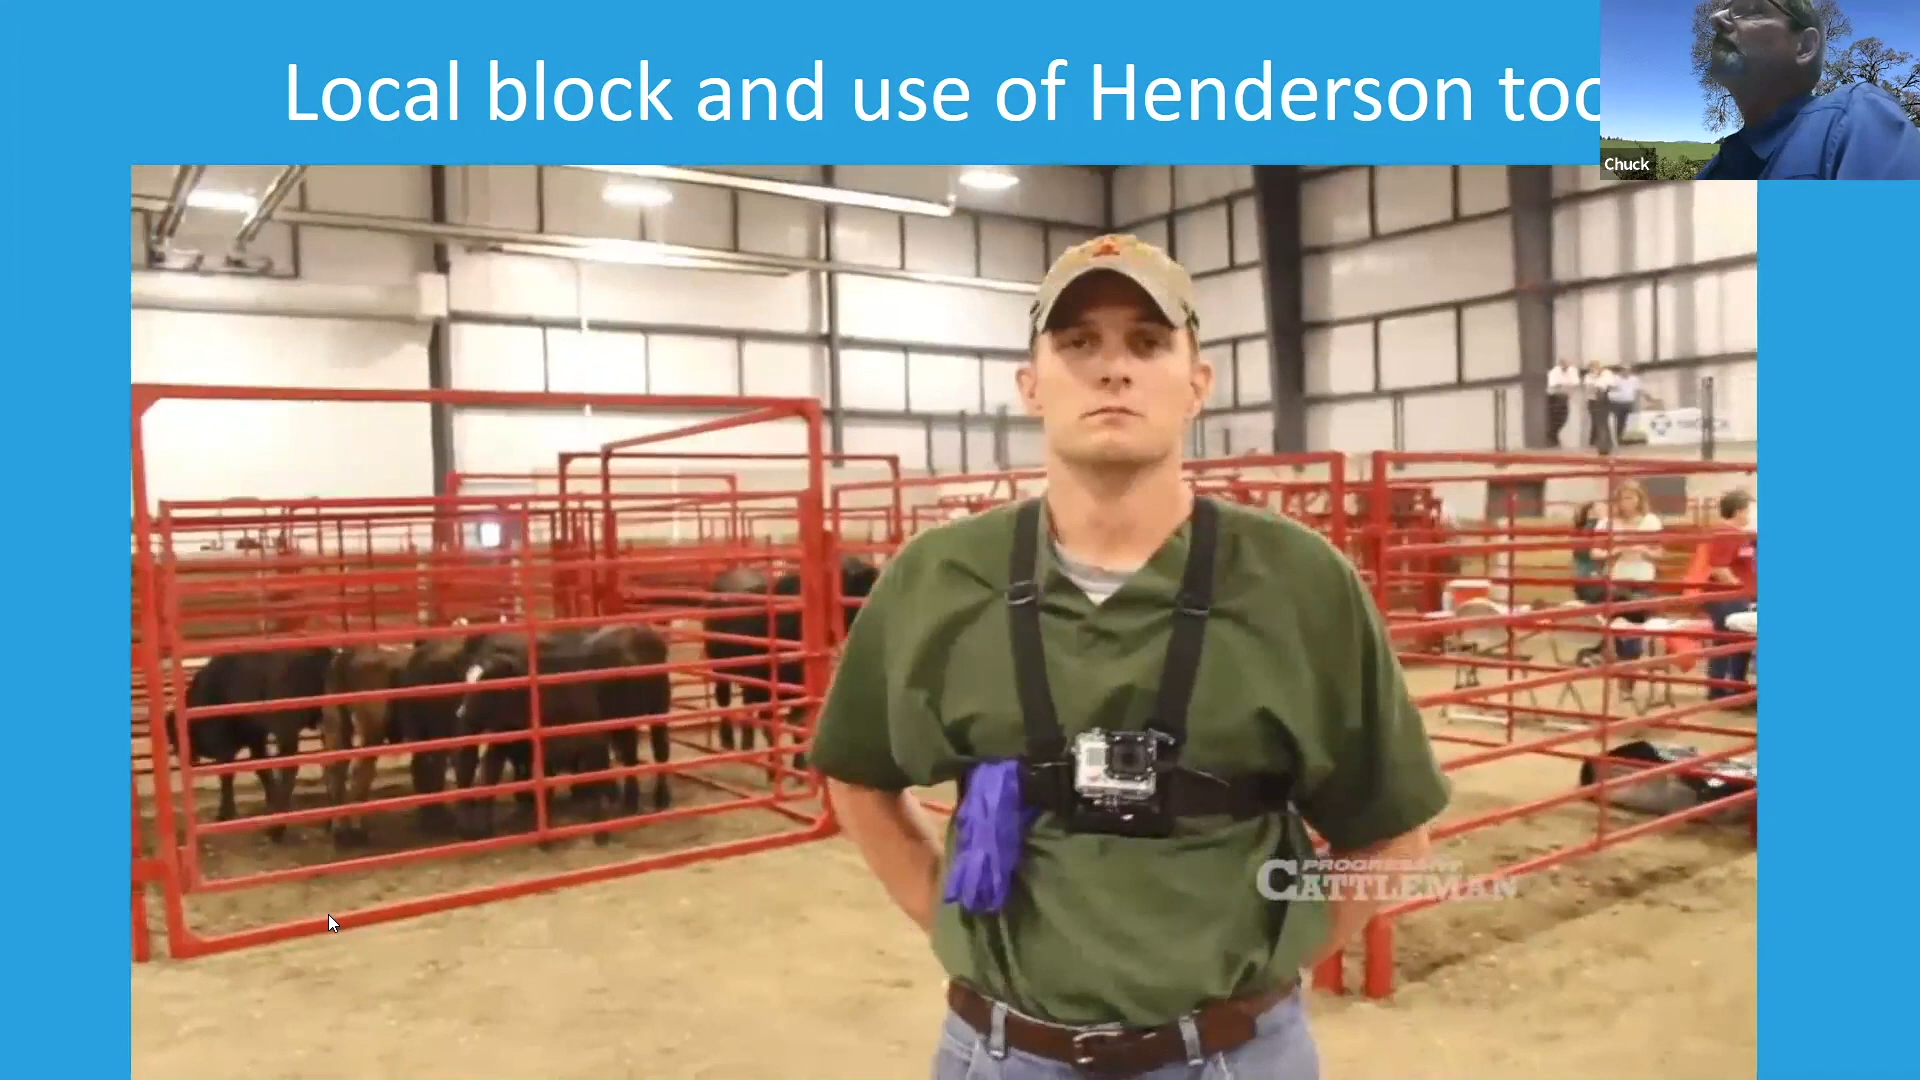 Local block and use of Henderson too
Chuck
PROGRESSIVE
CATTLEMAN